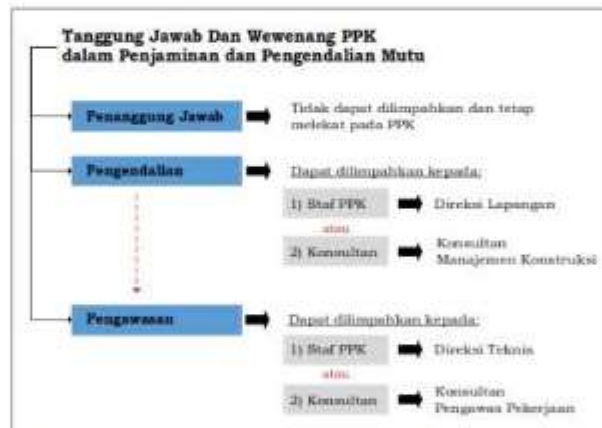 Tanggung Jawab Dan Wewenang PPK
dalam Penjaminan dan Pengendalian Mutu
Penanggung Jawab
Tidak dapat dilimpahkan dan tetap
melekat pada PPK
Pengendalian
Dapat dilimpahkan kepada:
1) Staf PPK
Direksi Lapangan
atau
2) Konsultan
Konsultan
Manajemen Konstruksi
Pengawasan
Dapat dilimpahkan kepada:
1) Staf PPK
Direksi Teknis
atau
2) Konsultan
Konsultan
Pengawas Pekerjaan